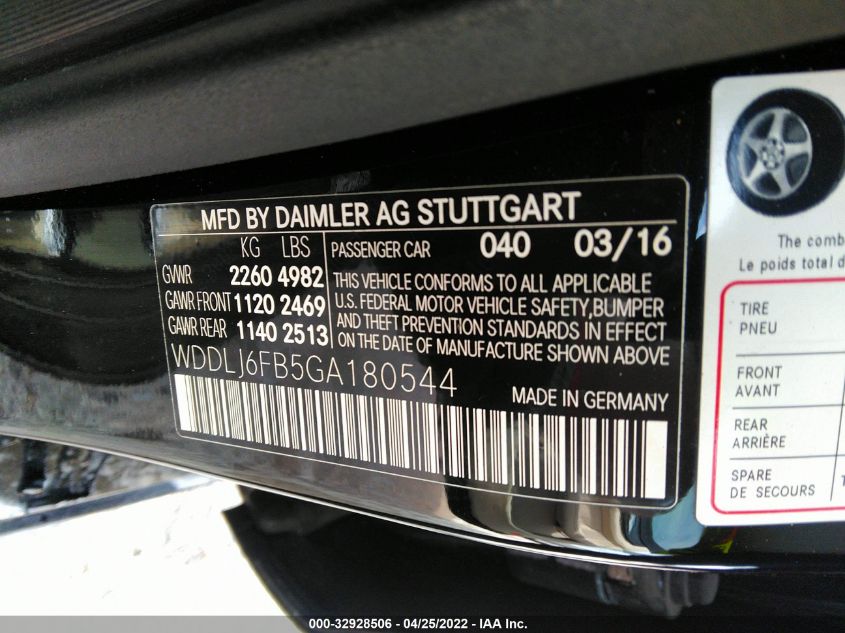 MFD BY DAIMLER AG STUTTGART
KG LBS
GVWR 2260 4982
GAWR FRONT 1120 2469
GAWR REAR 1140 2513
PASSENGER CAR 040 03/16
THIS VEHICLE CONFORMS TO ALL APPLICABLE
U.S. FEDERAL MOTOR VEHICLE SAFETY,BUMPER
AND THEFT PREVENTION STANDARDS IN EFFECT
ON THE DATE OF MANUFACTURE SHOWN ABOVE
WDDLJ6FB5GA180544
MADE IN GERMANY
The comb
Le poids total d
TIRE
PNEU
FRONT
AVANT
REAR
ARRIÈRE
SPARE
DE SECOURS
000-32928506 - 04/25/2022 - IAA Inc.